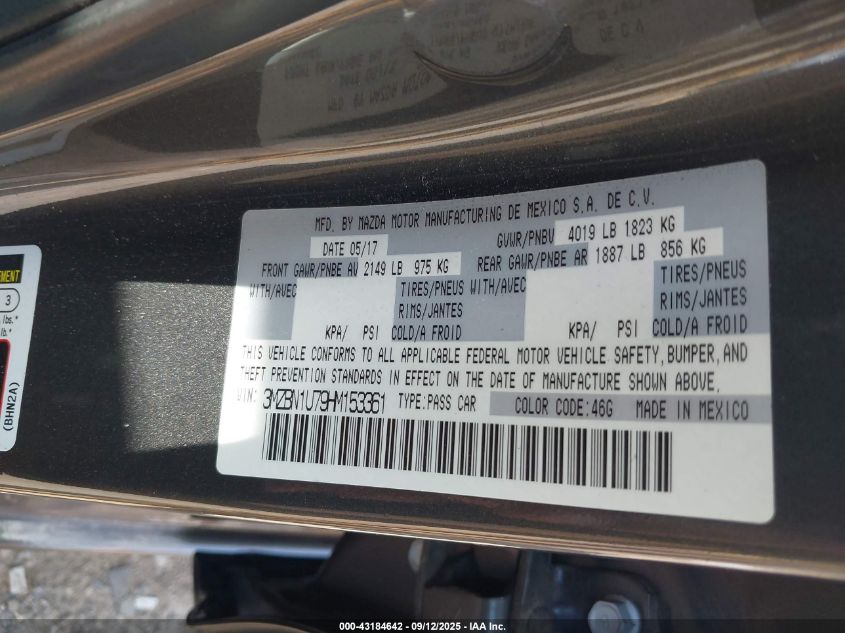 MFD. BY MAZDA MOTOR MANUFACTURING DE MEXICO S.A. DE C.V.
DATE 05/17 GVWR/PNBV 4019 LB 1823 KG
FRONT GAWR/PNBE AV 2149 LB 975 KG REAR GAWR/PNBE AR 1887 LB 856 KG
WITH/AVEC TIRES/PNEUS WITH/AVEC TIRES/PNEUS
RIMS/JANTES RIMS/JANTES
KPA/ PSI COLD/A FROID KPA/ PSI COLD/A FROID
THIS VEHICLE CONFORMS TO ALL APPLICABLE FEDERAL MOTOR VEHICLE SAFETY, BUMPER, AND
THEFT PREVENTION STANDARDS IN EFFECT ON THE DATE OF MANUFACTURE SHOWN ABOVE.
VIN: 3MZBN1U79HM153361 TYPE:PASS CAR COLOR CODE:46G MADE IN MEXICO
3
lbs.*
lb.*
(BHN2A)
000-43184642 - 09/12/2025 - IAA Inc.